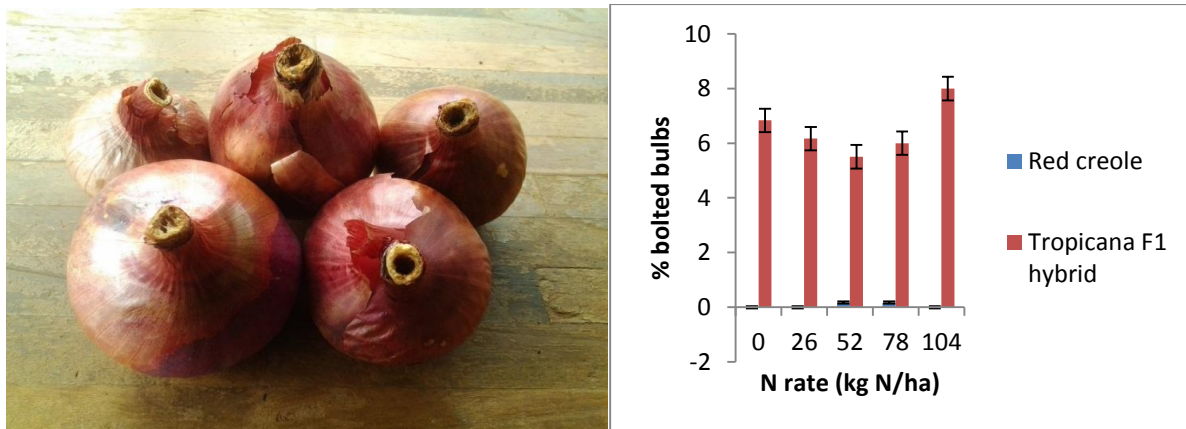 10
8
6
4
2
0
-2
% bolted bulbs
0 26 52 78 104
N rate (kg N/ha)
Red creole
Tropicana F1
hybrid